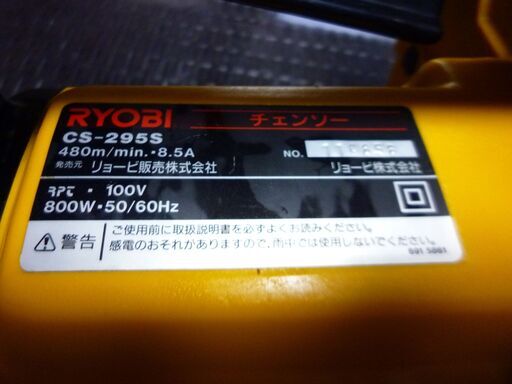 RYOBI チェンソー
CS-295S
480m/min.・8.5A NO.
発売元 リョービ販売株式会社 リョービ株式会社
100V
800W・50/60Hz
警告 ご使用前に取扱説明書を必ずよくお読みください。
感電のおそれがありますので、雨中では使用しないでください。